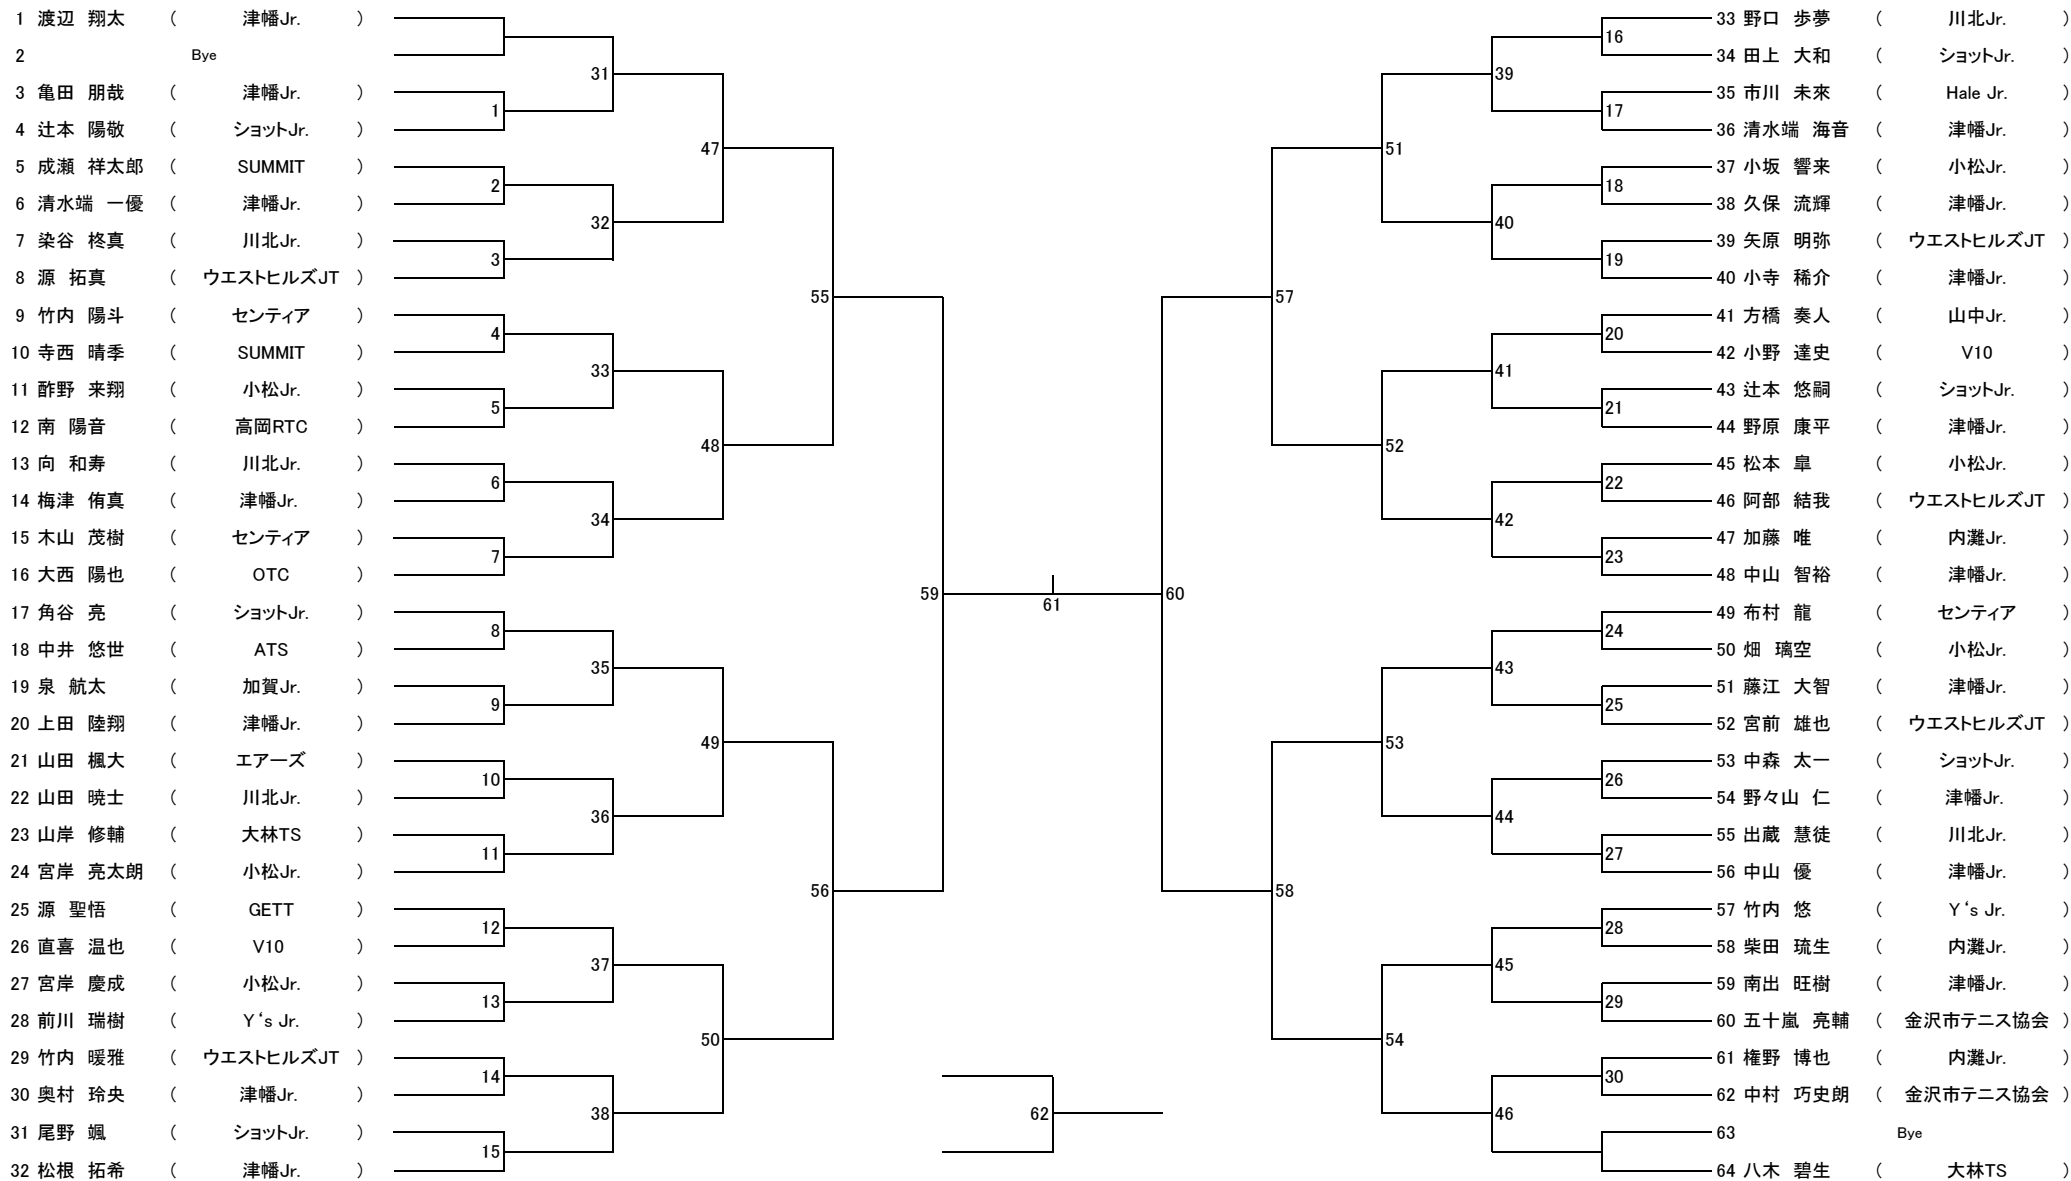 1 渡辺 翔太 ( 津幡Jr. )
2 Bye
3 亀田 朋哉 ( 津幡Jr. )
4 辻本 陽敬 ( ショットJr. )
5 成瀬 祥太郎 ( SUMMIT )
6 清水端 一優 ( 津幡Jr. )
7 染谷 柊真 ( 川北Jr. )
8 源 拓真 ( ウエストヒルズJT )
9 竹内 陽斗 ( センティア )
10 寺西 晴季 ( SUMMIT )
11 酢野 来翔 ( 小松Jr. )
12 南 陽音 ( 高岡RTC )
13 向 和寿 ( 川北Jr. )
14 梅津 侑真 ( 津幡Jr. )
15 木山 茂樹 ( センティア )
16 大西 陽也 ( OTC )
17 角谷 亮 ( ショットJr. )
18 中井 悠世 ( ATS )
19 泉 航太 ( 加賀Jr. )
20 上田 陸翔 ( 津幡Jr. )
21 山田 楓大 ( エアーズ )
22 山田 暁士 ( 川北Jr. )
23 山岸 修輔 ( 大林TS )
24 宮岸 亮太朗 ( 小松Jr. )
25 源 聖悟 ( GETT )
26 直喜 温也 ( V10 )
27 宮岸 慶成 ( 小松Jr. )
28 前川 瑞樹 ( Y‘s Jr. )
29 竹内 暖雅 ( ウエストヒルズJT )
30 奥村 玲央 ( 津幡Jr. )
31 尾野 颯 ( ショットJr. )
32 松根 拓希 ( 津幡Jr. )
1
2
3
4
5
6
7
8
9
10
11
12
13
14
15
31
32
33
34
35
36
37
38
47
48
49
50
55
56
59
61
62
60
57
58
51
52
53
54
39
40
41
42
43
44
45
46
16
17
18
19
20
21
22
23
24
25
26
27
28
29
30
33 野口 歩夢 ( 川北Jr. )
34 田上 大和 ( ショットJr. )
35 市川 未來 ( Hale Jr. )
36 清水端 海音 ( 津幡Jr. )
37 小坂 響来 ( 小松Jr. )
38 久保 流輝 ( 津幡Jr. )
39 矢原 明弥 ( ウエストヒルズJT )
40 小寺 稀介 ( 津幡Jr. )
41 方橋 奏人 ( 山中Jr. )
42 小野 達史 ( V10 )
43 辻本 悠嗣 ( ショットJr. )
44 野原 康平 ( 津幡Jr. )
45 松本 皐 ( 小松Jr. )
46 阿部 結我 ( ウエストヒルズJT )
47 加藤 唯 ( 内灘Jr. )
48 中山 智裕 ( 津幡Jr. )
49 布村 龍 ( センティア )
50 畑 璃空 ( 小松Jr. )
51 藤江 大智 ( 津幡Jr. )
52 宮前 雄也 ( ウエストヒルズJT )
53 中森 太一 ( ショットJr. )
54 野々山 仁 ( 津幡Jr. )
55 出蔵 慧徒 ( 川北Jr. )
56 中山 優 ( 津幡Jr. )
57 竹内 悠 ( Y‘s Jr. )
58 柴田 琉生 ( 内灘Jr. )
59 南出 旺樹 ( 津幡Jr. )
60 五十嵐 亮輔 ( 金沢市テニス協会 )
61 権野 博也 ( 内灘Jr. )
62 中村 巧史朗 ( 金沢市テニス協会 )
63 Bye
64 八木 碧生 ( 大林TS )